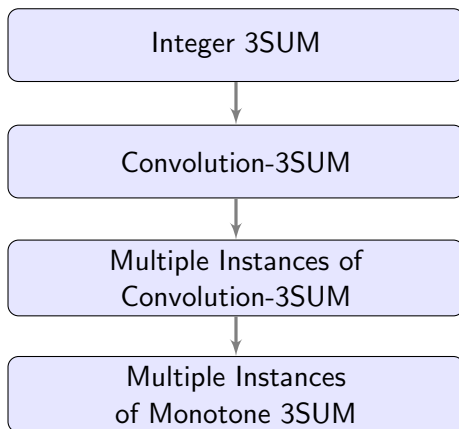 Integer 3SUM
Convolution-3SUM
Multiple Instances of
Convolution-3SUM
Multiple Instances
of Monotone 3SUM